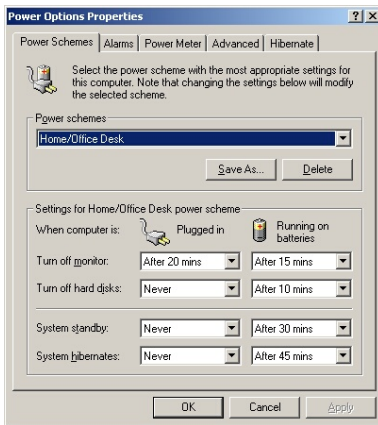 Power Options Properties
Power Schemes Alarms Power Meter Advanced Hibernate
Select the power scheme with the most appropriate settings for
this computer. Note that changing the settings below will modify
the selected scheme.
Power schemes
Home/Office Desk
Save As... Delete
Settings for Home/Office Desk power scheme
When computer is: Plugged in Running on
batteries
Turn off monitor: After 20 mins After 15 mins
Turn off hard disks: Never After 10 mins
System standby: Never After 30 mins
System hibernates: Never After 45 mins
OK Cancel Apply